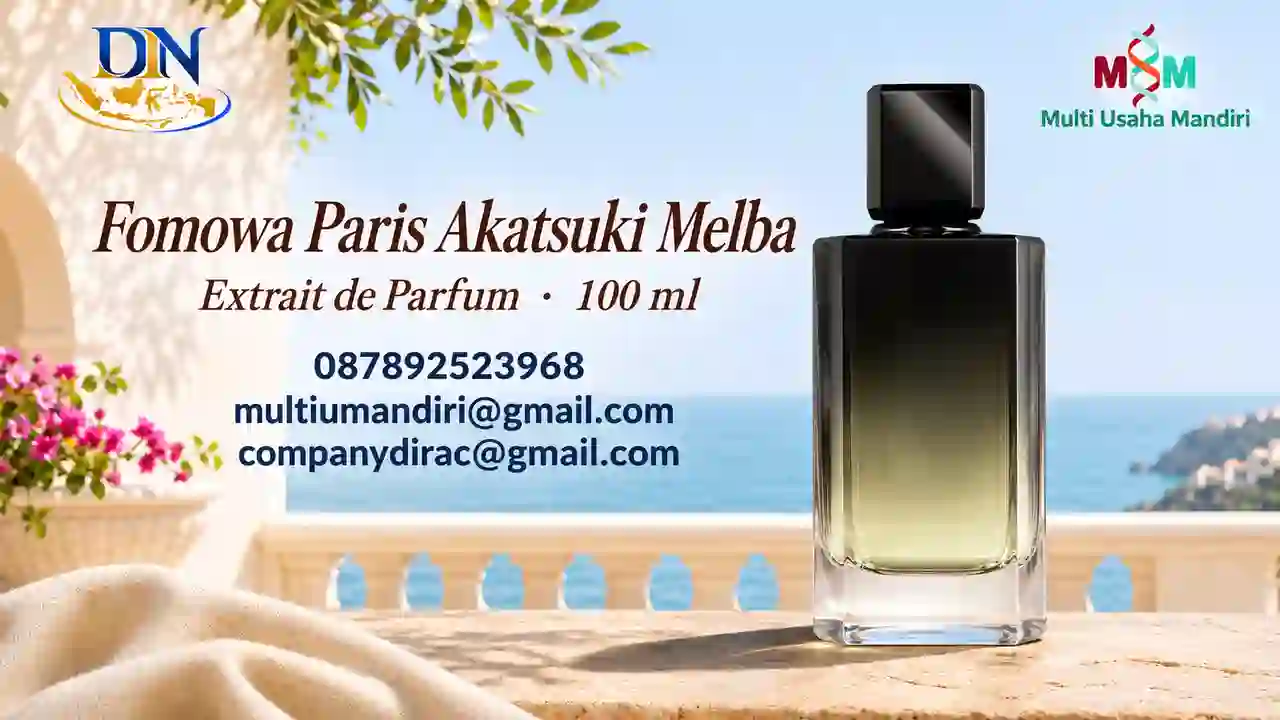 DN
MSM
Multi Usaha Mandiri
Fomowa Paris Akatsuki Melba
Extrait de Parfum · 100 ml
087892523968
multiumandiri@gmail.com
companydirac@gmail.com